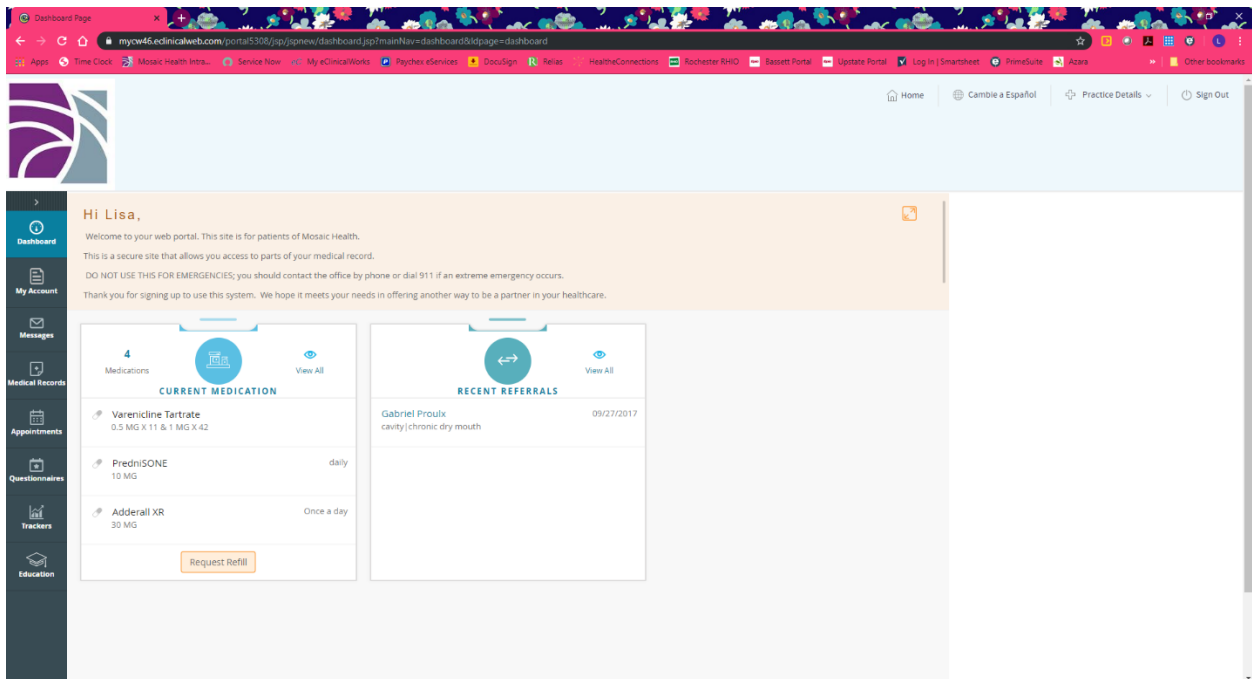 Dashboard Page
mycw46.eclinicalweb.com/portal5308/jsp/jspnew/dashboard.jsp?mainNav=dashboard&ldpage=dashboard
Apps Time Clock Mosaic Health Intra... Service Now My eClinicalWorks Paychex eServices DocuSign Relias HealtheConnections Rochester RHIO Bassett Portal Upstate Portal Log In | Smartsheet PrimeSuite Azara » Other bookmarks
Home Cambie a Español Practice Details Sign Out
Dashboard
My Account
Messages
Medical Records
Appointments
Questionnaires
Trackers
Education
Hi Lisa,
Welcome to your web portal. This site is for patients of Mosaic Health.
This is a secure site that allows you access to parts of your medical record.
DO NOT USE THIS FOR EMERGENCIES; you should contact the office by phone or dial 911 if an extreme emergency occurs.
Thank you for signing up to use this system. We hope it meets your needs in offering another way to be a partner in your healthcare.
4
Medications
View All
CURRENT MEDICATION
Varenicline Tartrate
0.5 MG X 11 & 1 MG X 42
PredniSONE daily
10 MG
Adderall XR Once a day
30 MG
Request Refill
View All
RECENT REFERRALS
Gabriel Proulx 09/27/2017
cavity|chronic dry mouth